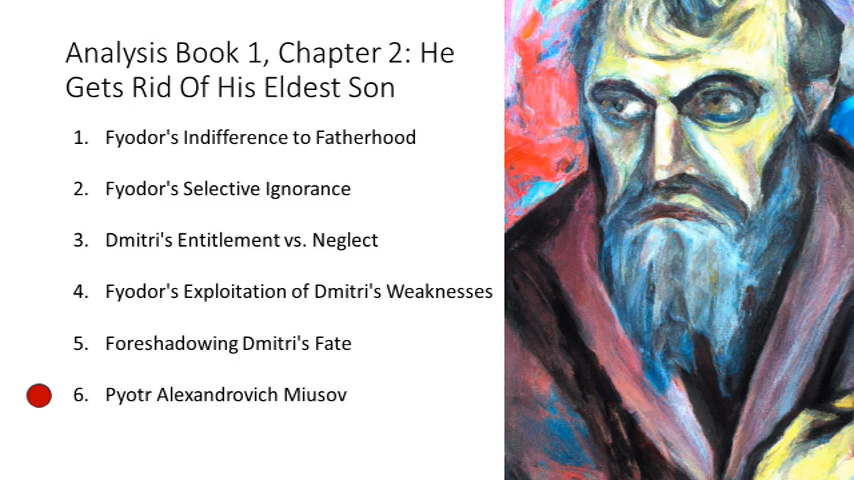 Analysis Book 1, Chapter 2: He
Gets Rid Of His Eldest Son
1. Fyodor's Indifference to Fatherhood
2. Fyodor's Selective Ignorance
3. Dmitri's Entitlement vs. Neglect
4. Fyodor's Exploitation of Dmitri's Weaknesses
5. Foreshadowing Dmitri's Fate
6. Pyotr Alexandrovich Miusov